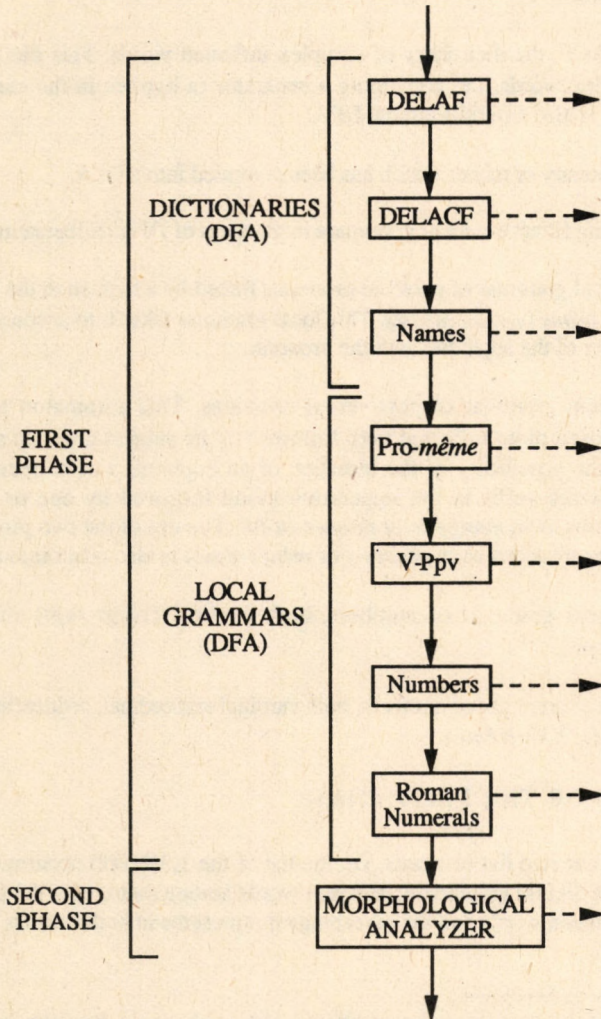 DELAF
DICTIONARIES
(DFA)
DELACF
Names
FIRST
PHASE
Pro-même
V-Ppv
LOCAL
GRAMMARS
(DFA)
Numbers
Roman
Numerals
SECOND
PHASE
MORPHOLOGICAL
ANALYZER